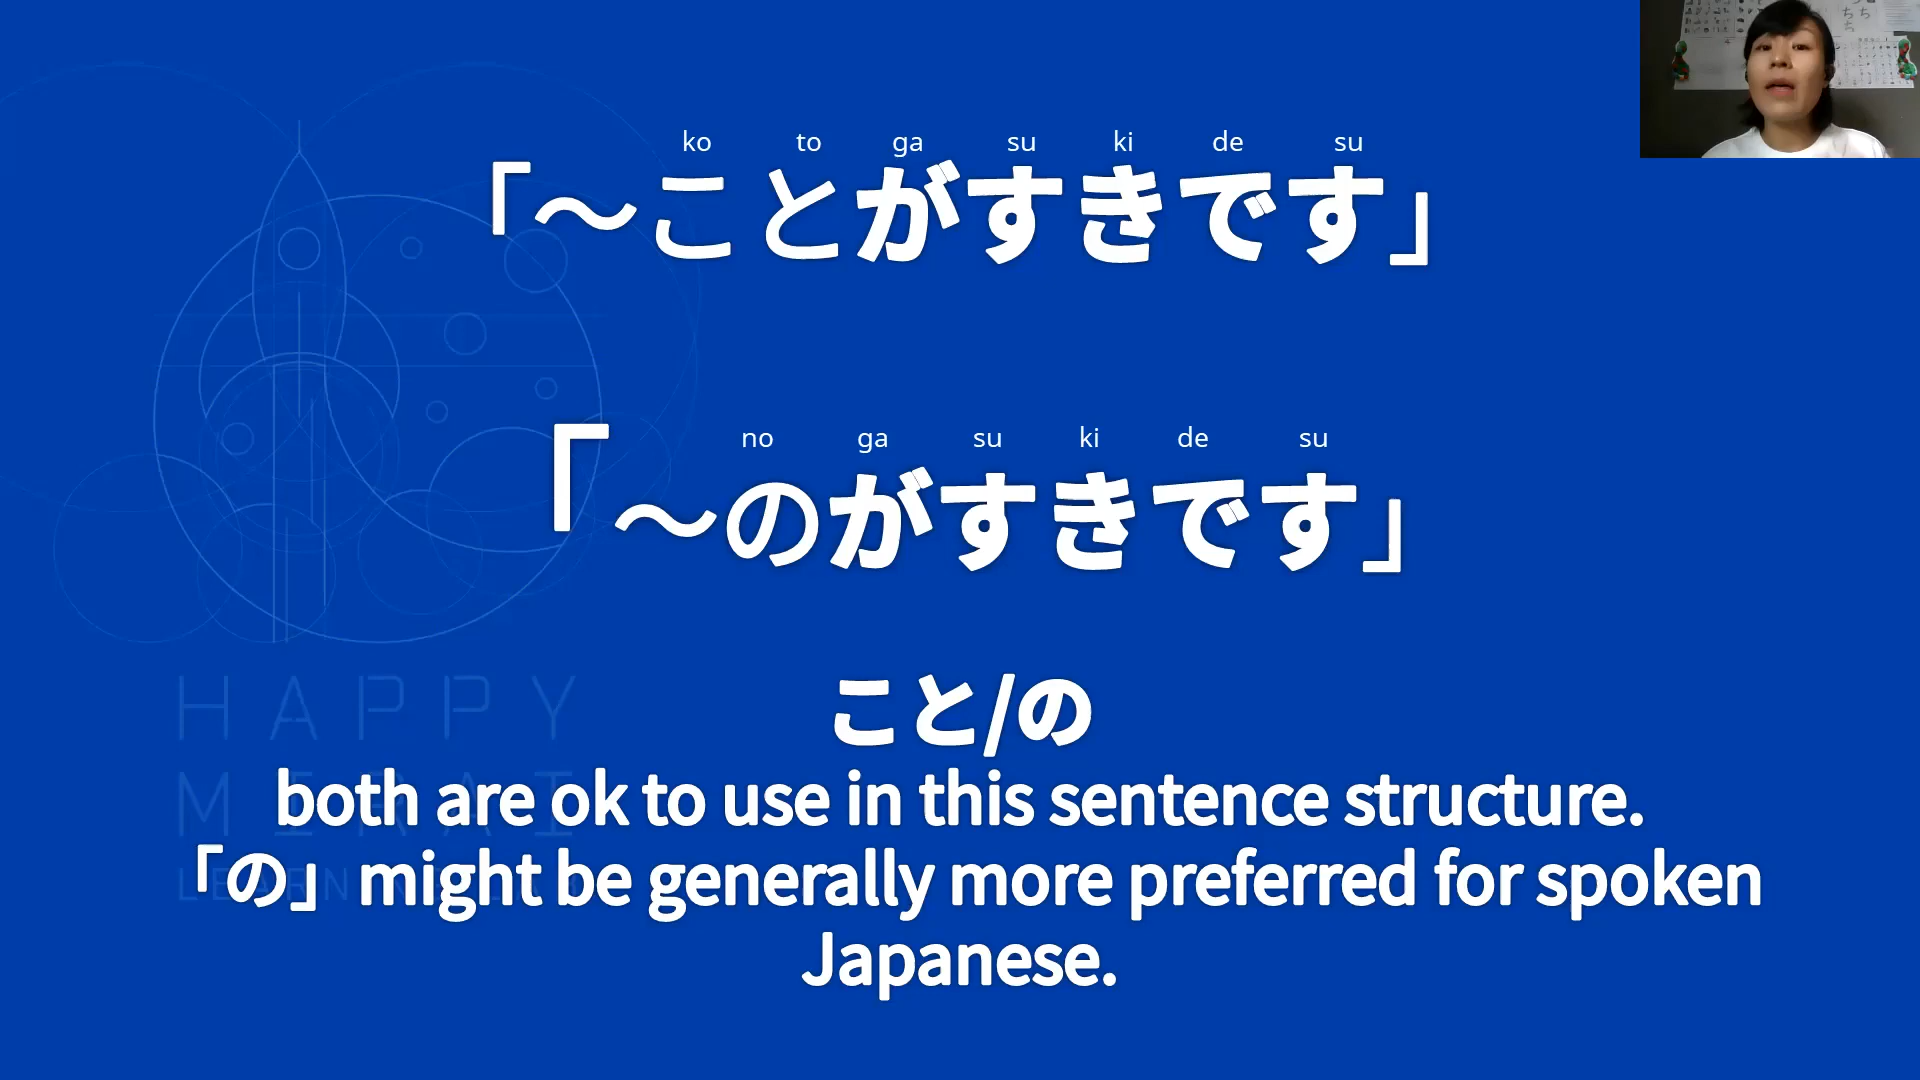 ko to ga su ki de su
「～ことがすきです」
no ga su ki de su
「～のがすきです」
こと/の
both are ok to use in this sentence structure.
「の」might be generally more preferred for spoken
Japanese.
HAPPY
MIRAI